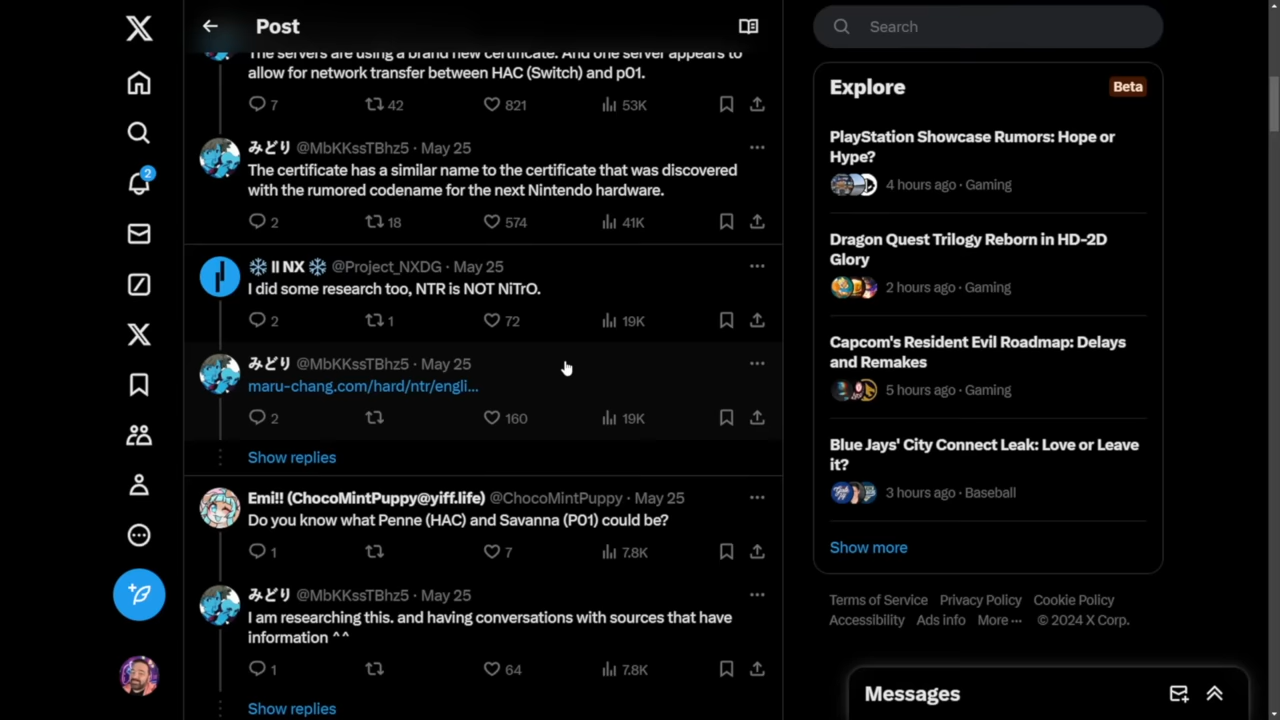 Post
The servers are using a brand new certificate. And one server appears to
allow for network transfer between HAC (Switch) and p01.
7 42 821 53K
みどり @MbKKssTBhz5 · May 25
The certificate has a similar name to the certificate that was discovered
with the rumored codename for the next Nintendo hardware.
2 18 574 41K
❄️ II NX ❄️ @Project_NXDG · May 25
I did some research too, NTR is NOT NiTrO.
2 1 72 19K
みどり @MbKKssTBhz5 · May 25
maru-chang.com/hard/ntr/engli...
2 160 19K
Show replies
Emi!! (ChocoMintPuppy@yiff.life) @ChocoMintPuppy · May 25
Do you know what Penne (HAC) and Savanna (P01) could be?
1 7 7.8K
みどり @MbKKssTBhz5 · May 25
I am researching this. and having conversations with sources that have
information ^^
1 64 7.8K
Show replies
2
Search
Explore
Beta
PlayStation Showcase Rumors: Hope or
Hype?
4 hours ago · Gaming
Dragon Quest Trilogy Reborn in HD-2D
Glory
2 hours ago · Gaming
Capcom's Resident Evil Roadmap: Delays
and Remakes
5 hours ago · Gaming
Blue Jays' City Connect Leak: Love or Leave
it?
3 hours ago · Baseball
Show more
Terms of Service Privacy Policy Cookie Policy
Accessibility Ads info More ··· © 2024 X Corp.
Messages